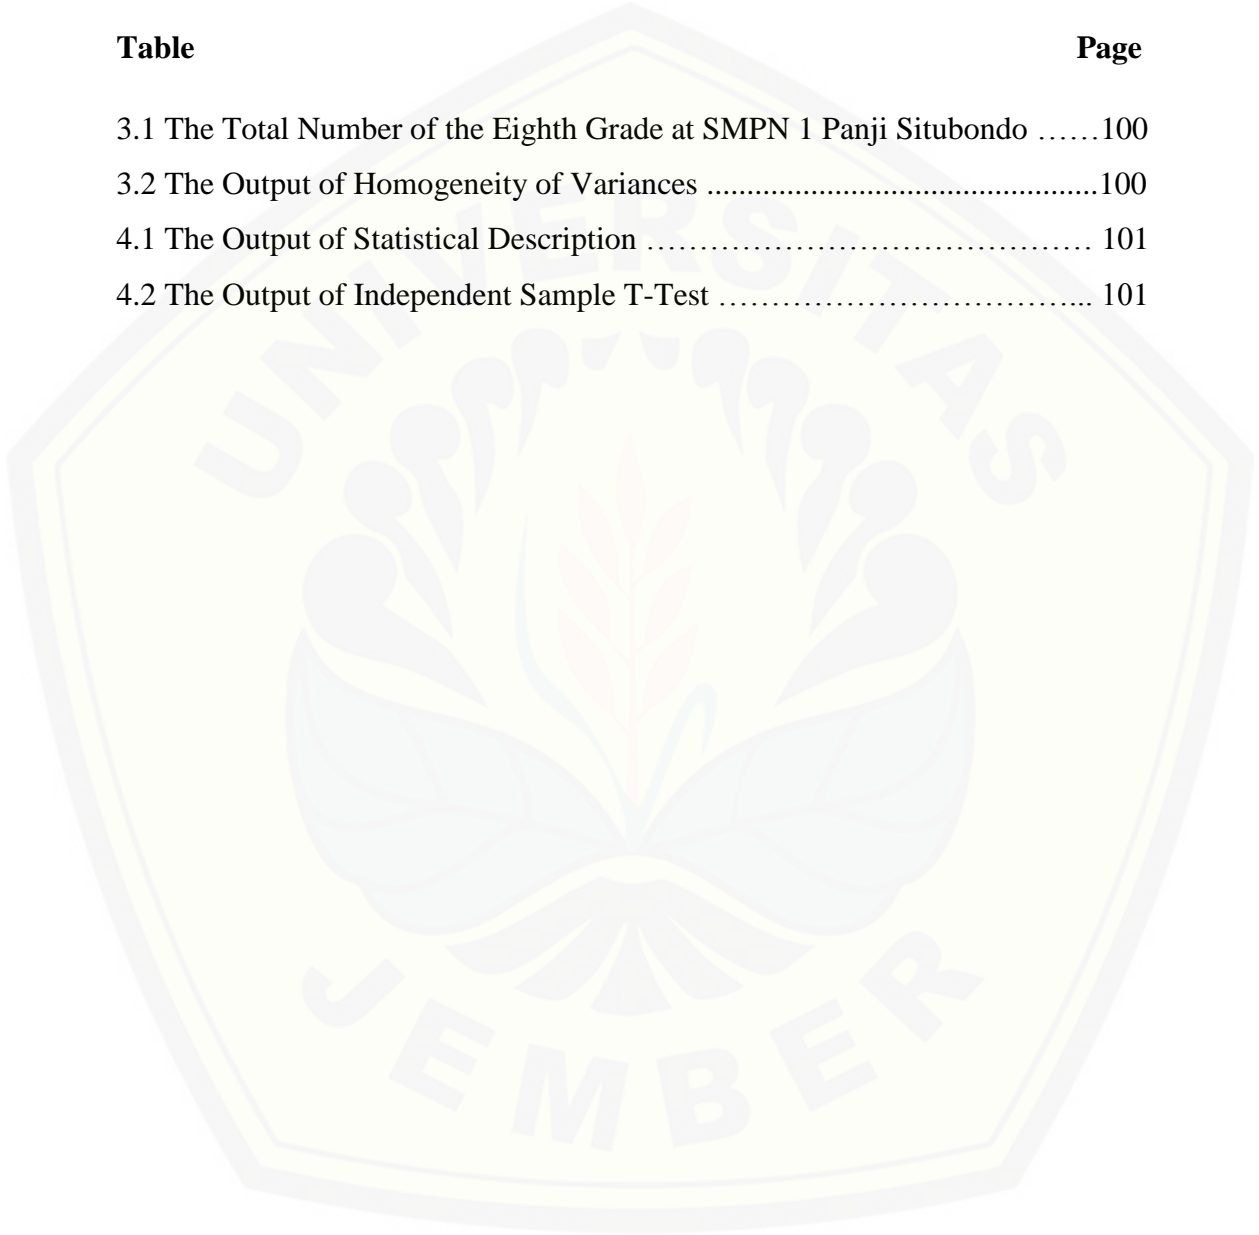 Table Page
3.1 The Total Number of the Eighth Grade at SMPN 1 Panji Situbondo ……100
3.2 The Output of Homogeneity of Variances .................................................100
4.1 The Output of Statistical Description …………………………………… 101
4.2 The Output of Independent Sample T-Test ……………………………... 101
UNIVERSITAS
JEMBER